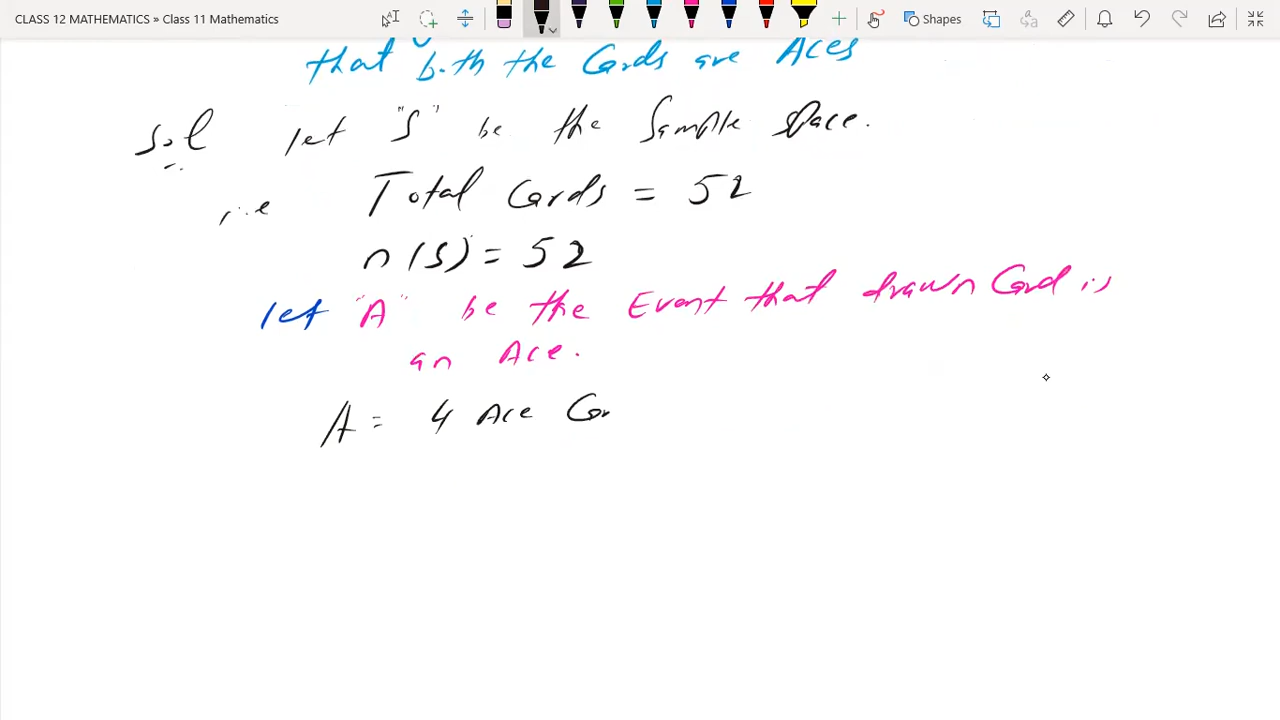 CLASS 12 MATHEMATICS » Class 11 Mathematics
Shapes
that both the Cards are Aces
Sol let "S" be the Sample space.
i.e Total Cards = 52
n(S) = 52
let "A" be the Event that drawn Card is
an Ace.
A = 4 Ace Car